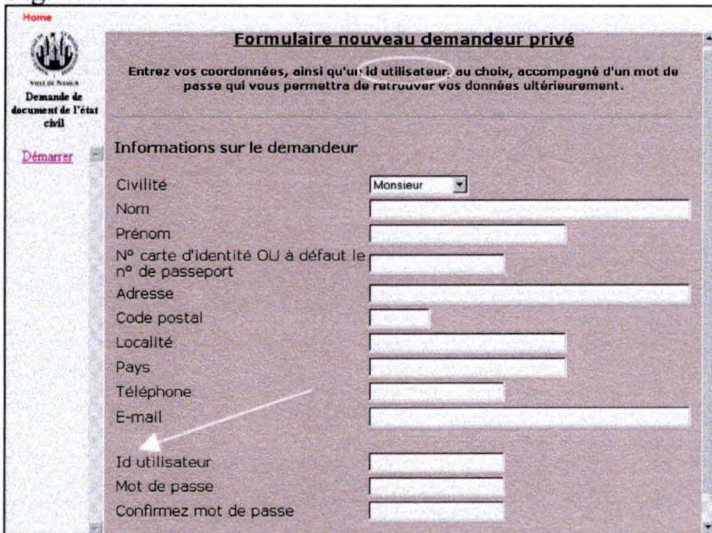 Home
VILLE DE NAMUR
Demande de
document de l'état
civil
Démarrer
Formulaire nouveau demandeur privé
Entrez vos coordonnées, ainsi qu'un id utilisateur, au choix, accompagné d'un mot de
passe qui vous permettra de retrouver vos données ultérieurement.
Informations sur le demandeur
Civilité
Monsieur
Nom
Prénom
N° carte d'identité OU à défaut le
n° de passeport
Adresse
Code postal
Localité
Pays
Téléphone
E-mail
Id utilisateur
Mot de passe
Confirmez mot de passe